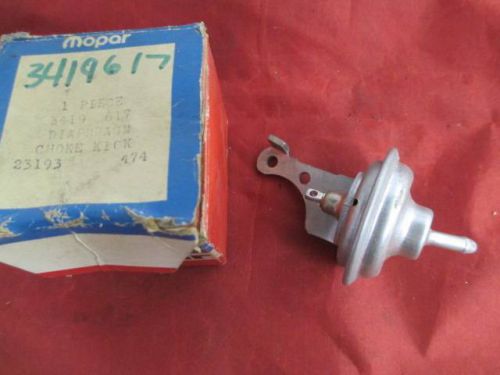 mopar
3419617
1 PIECE
3419 617
DIAPHRAGM
CHOKE KICK
23193 474